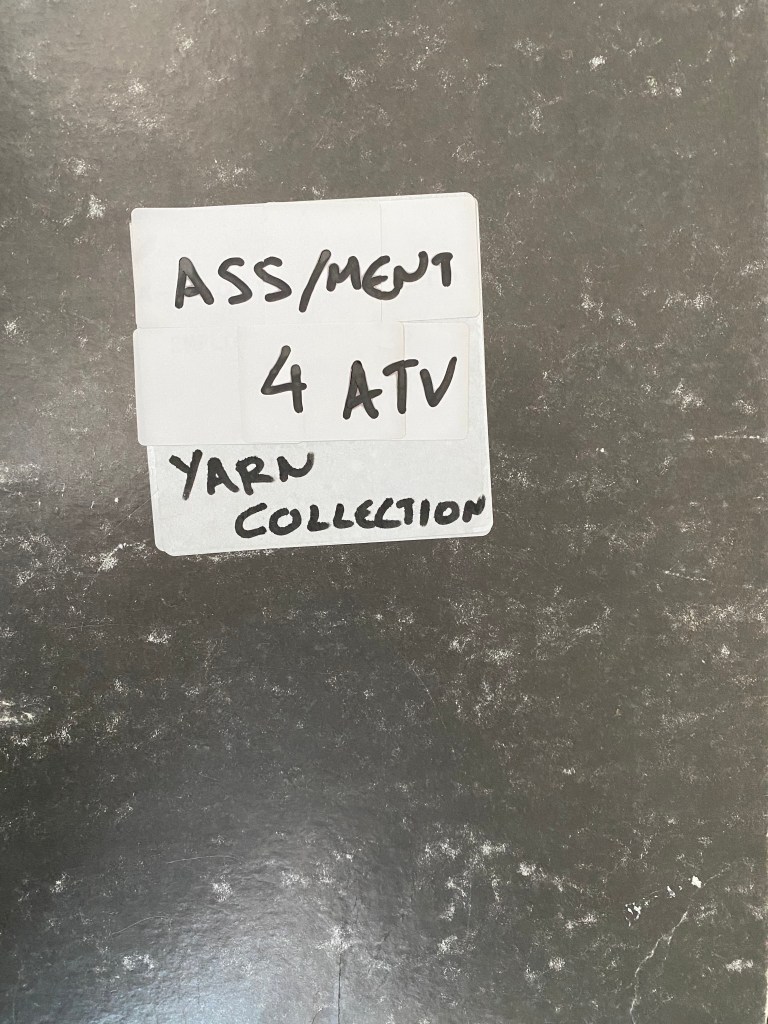 ASS/MENT
4 ATV
YARN
COLLECTION